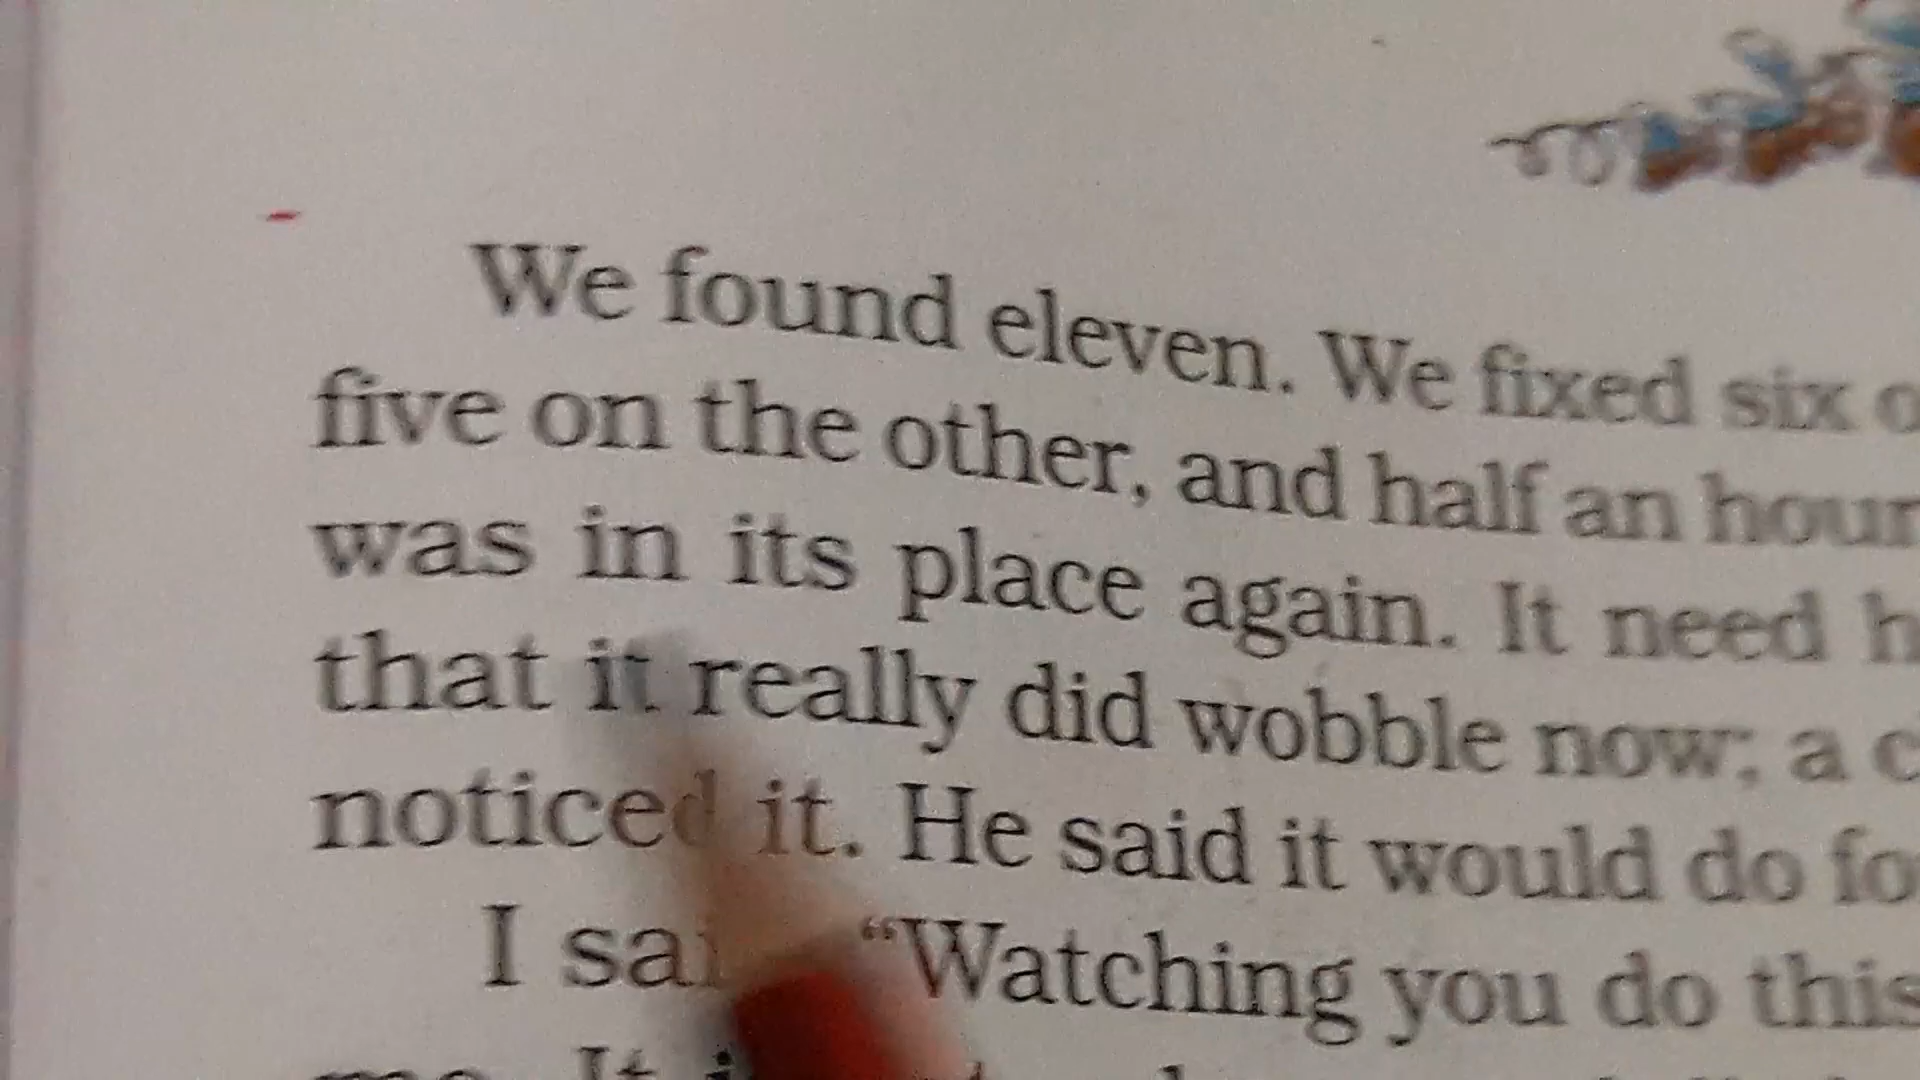 We found eleven. We fixed six
five on the other, and half an hour
was in its place again. It need
that it really did wobble now; a
noticed it. He said it would do
I "Watching you do this